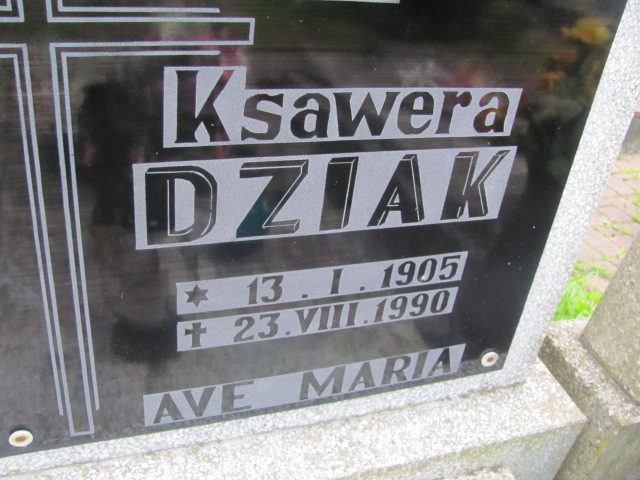 Ksawera
DZIAK
* 13.I.1905
✝ 23.VIII.1990
AVE MARIA